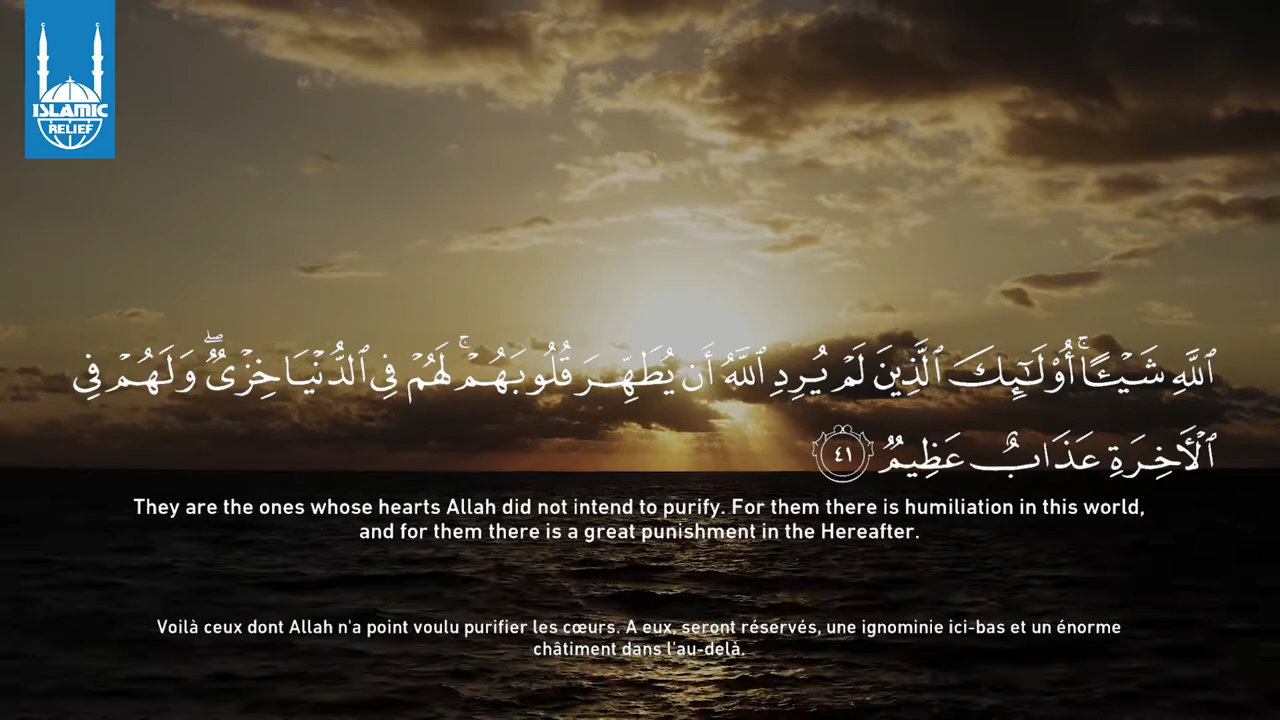 ISLAMIC
RELIEF
ٱللَّهِ شَيْـًٔاۚ أُو۟لَـٰٓئِكَ ٱلَّذِينَ لَمْ يُرِدِ ٱللَّهُ أَن يُطَهِّرَ قُلُوبَهُمْۚ لَهُمْ فِى ٱلدُّنْيَا خِزْىٌۖ وَلَهُمْ فِى
ٱلْـَٔاخِرَةِ عَذَابٌ عَظِيمٌ ٤١
They are the ones whose hearts Allah did not intend to purify. For them there is humiliation in this world,
and for them there is a great punishment in the Hereafter.
Voilà ceux dont Allah n'a point voulu purifier les cœurs. A eux, seront réservés, une ignominie ici-bas et un énorme
châtiment dans l'au-delà.